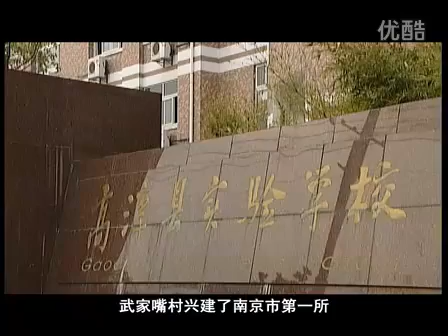 优酷
高淳县实验学校
武家嘴村兴建了南京市第一所